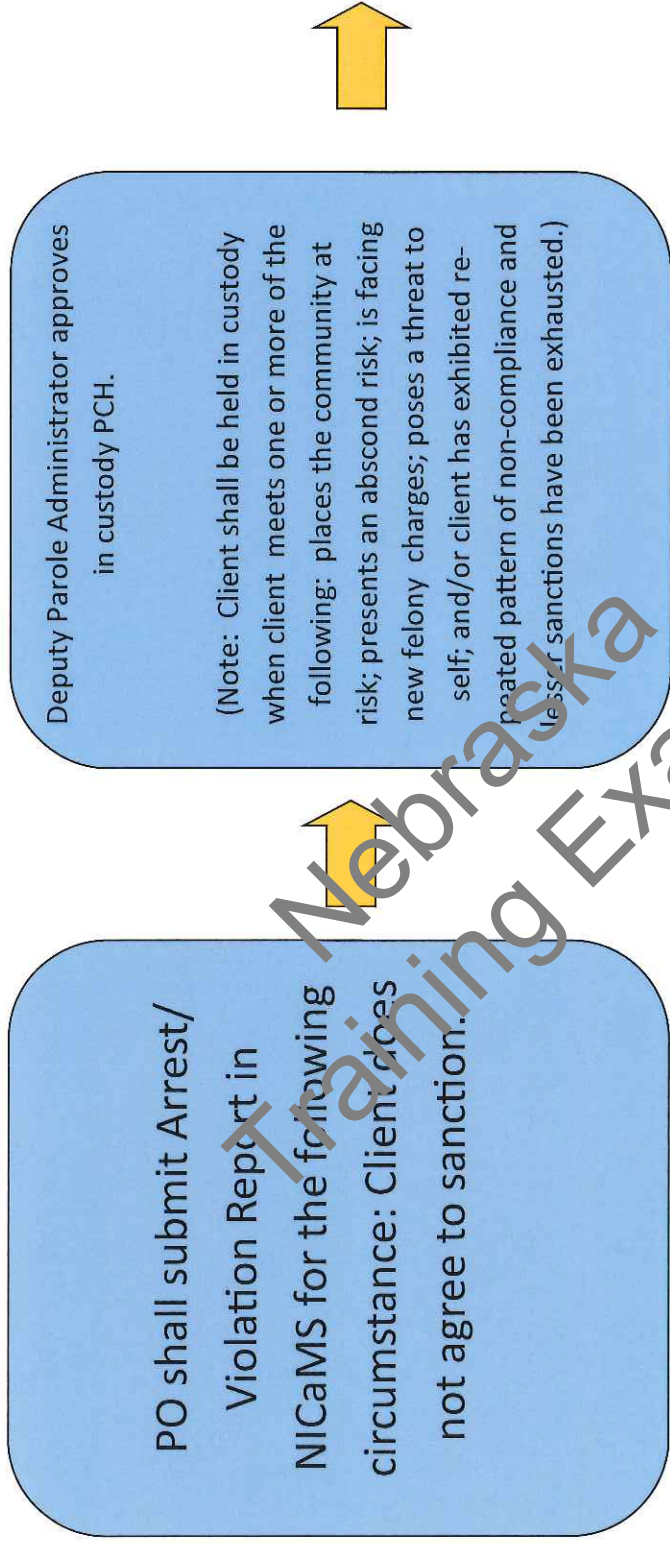 PO shall submit Arrest/
Violation Report in
NICaMS for the following
circumstance: Client does
not agree to sanction.
Deputy Parole Administrator approves
in custody PCH.
(Note: Client shall be held in custody
when client meets one or more of the
following: places the community at
risk; presents an abscond risk; is facing
new felony charges; poses a threat to
self; and/or client has exhibited re-
peated pattern of non-compliance and
lesser sanctions have been exhausted.)
Nebraska
Training Exa